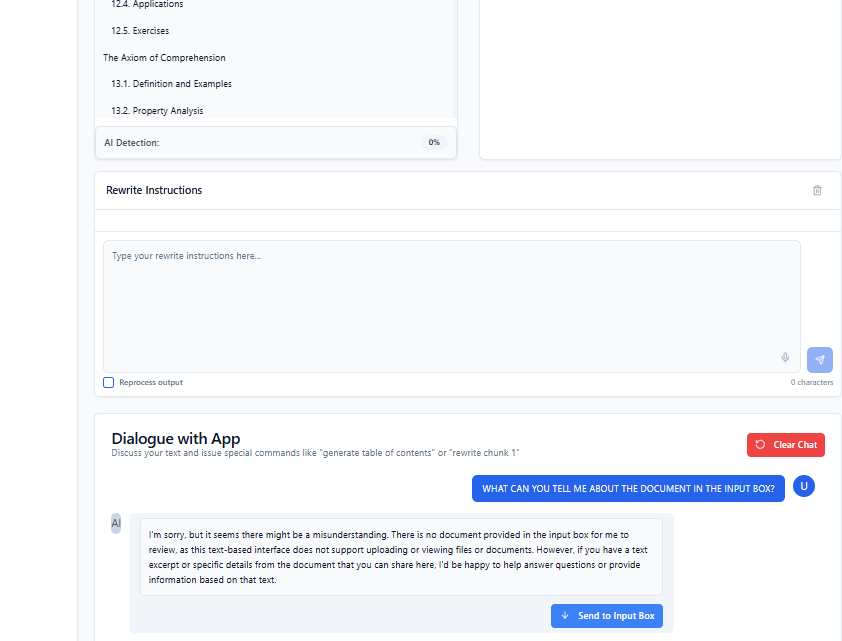 12.4. Applications
12.5. Exercises
The Axiom of Comprehension
13.1. Definition and Examples
13.2. Property Analysis
AI Detection:
0%
Rewrite Instructions
Type your rewrite instructions here...
Reprocess output
0 characters
Dialogue with App
Discuss your text and issue special commands like "generate table of contents" or "rewrite chunk 1"
Clear Chat
WHAT CAN YOU TELL ME ABOUT THE DOCUMENT IN THE INPUT BOX?
U
AI
I'm sorry, but it seems there might be a misunderstanding. There is no document provided in the input box for me to
review, as this text-based interface does not support uploading or viewing files or documents. However, if you have a text
excerpt or specific details from the document that you can share here, I'd be happy to help answer questions or provide
information based on that text.
Send to Input Box